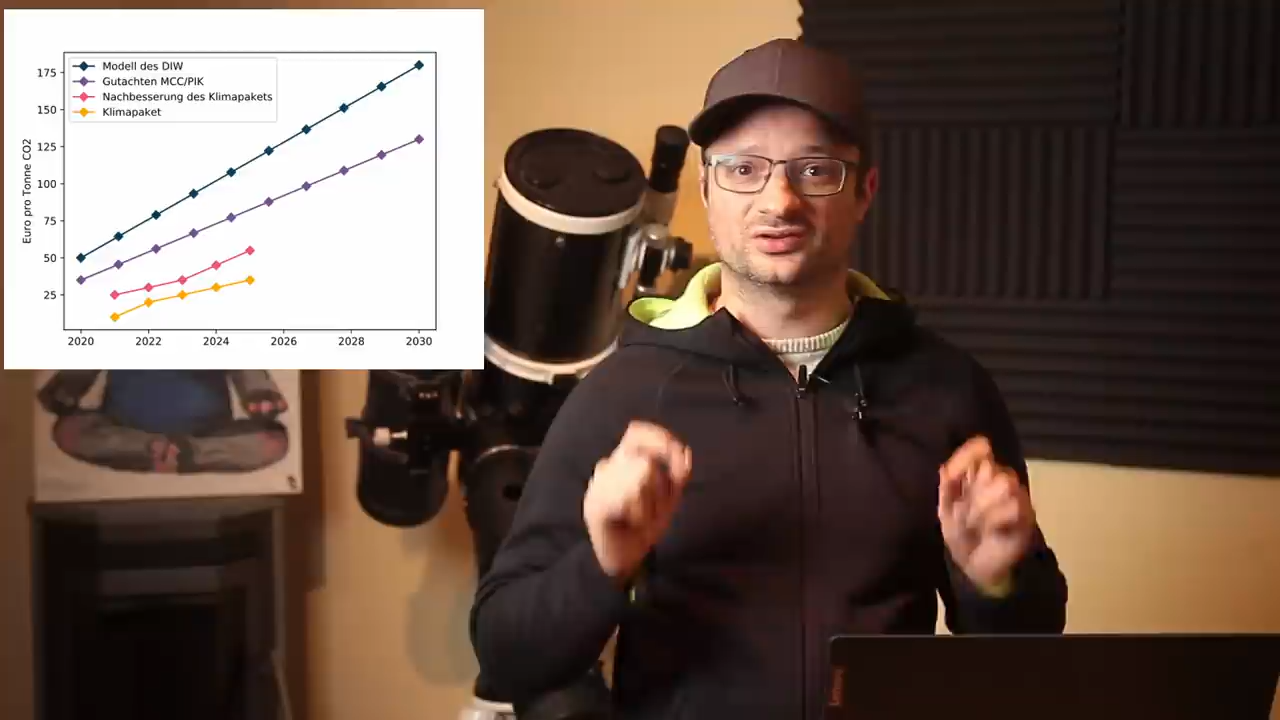 Modell des DIW
Gutachten MCC/PIK
Nachbesserung des Klimapakets
Klimapaket
Euro pro Tonne CO2
175
150
125
100
75
50
25
2020 2022 2024 2026 2028 2030